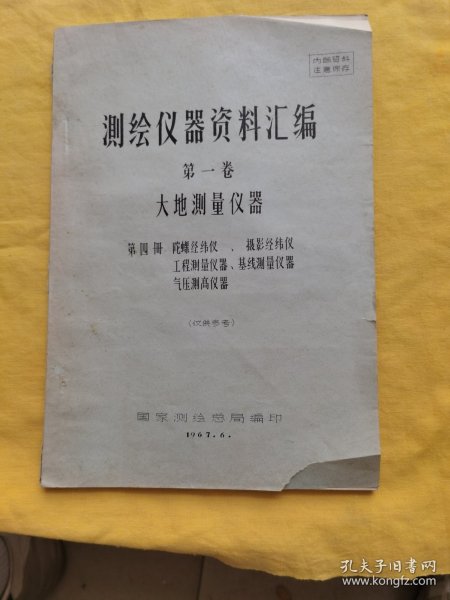 内部资料
注意保存
测绘仪器资料汇编
第一卷
大地测量仪器
第四册 陀螺经纬仪、摄影经纬仪
工程测量仪器、基线测量仪器
气压测高仪器
(仅供参考)
国家测绘总局编印
1967.6.
孔夫子旧书网
www.kongfz.com